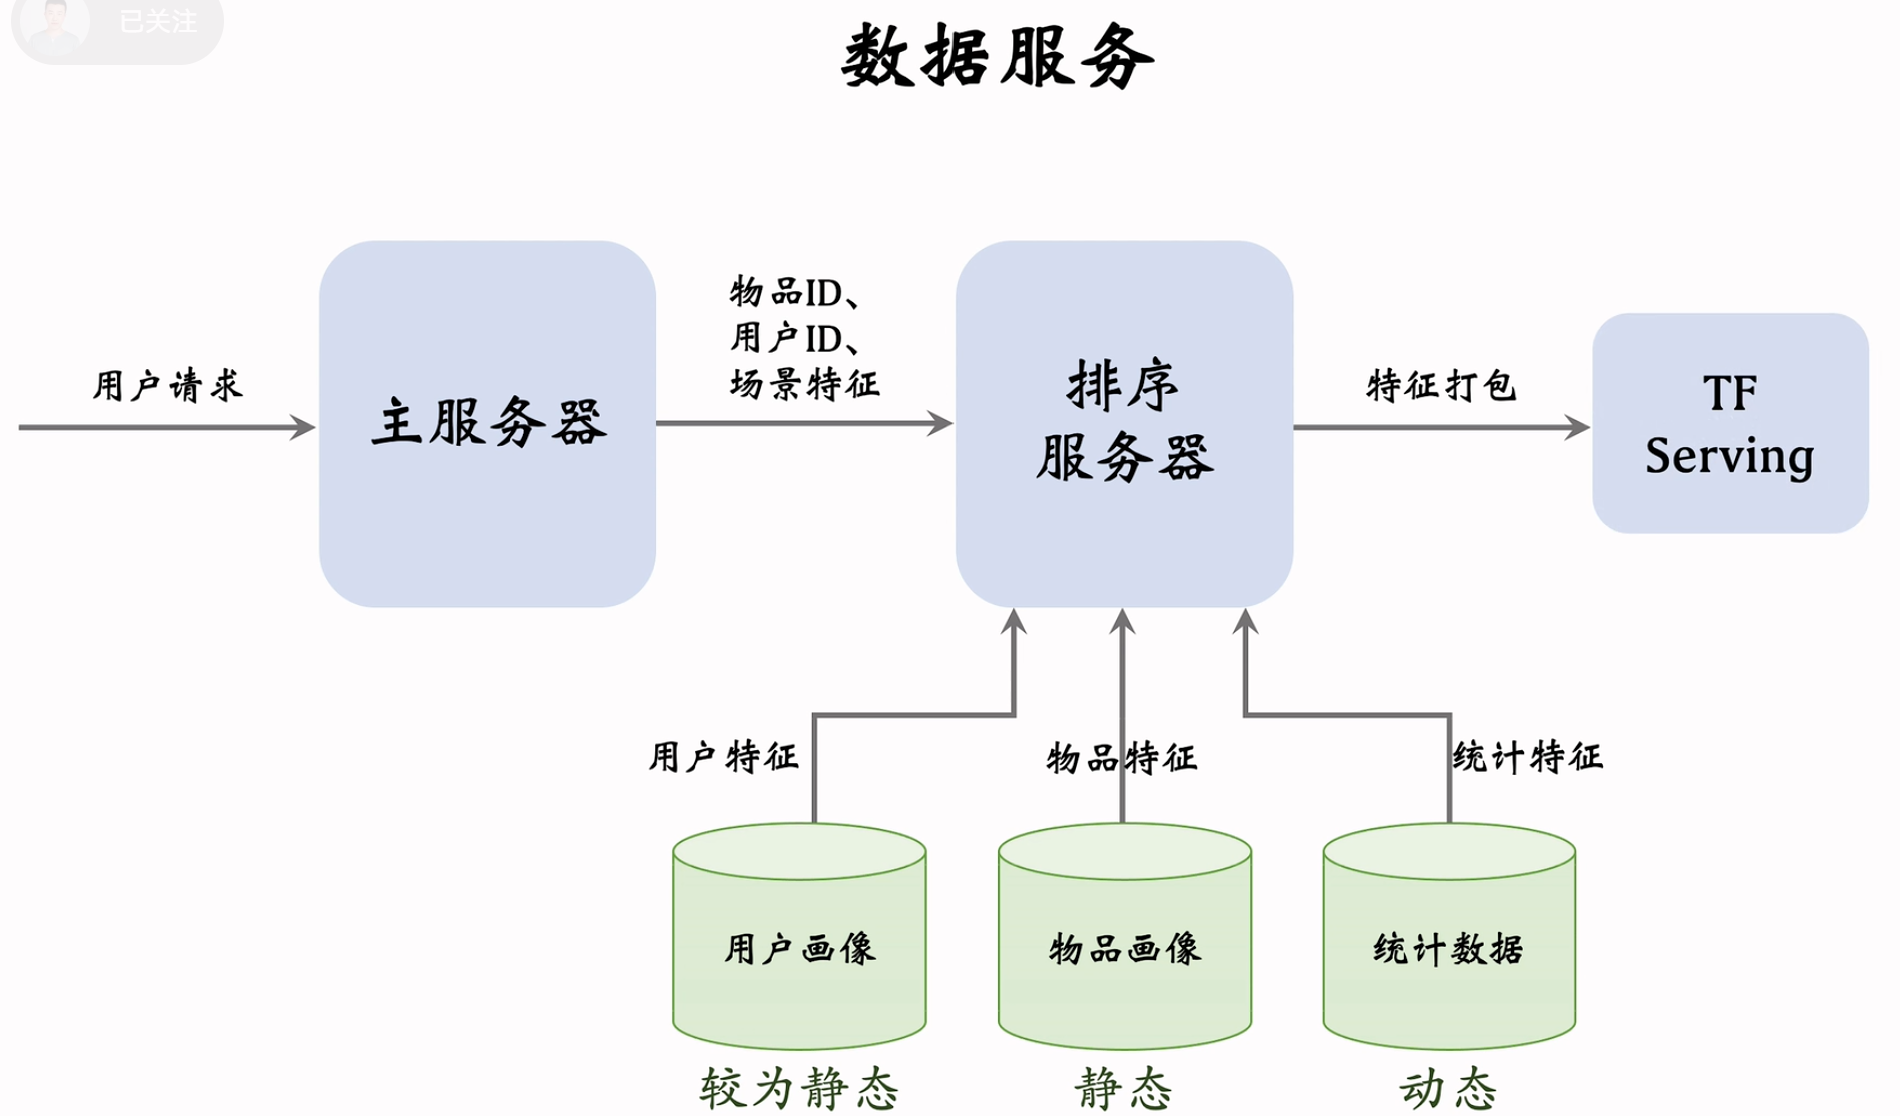 已关注
数据服务
用户请求
主服务器
物品ID、
用户ID、
场景特征
排序
服务器
特征打包
TF
Serving
用户特征
物品特征
统计特征
用户画像
物品画像
统计数据
较为静态
静态
动态